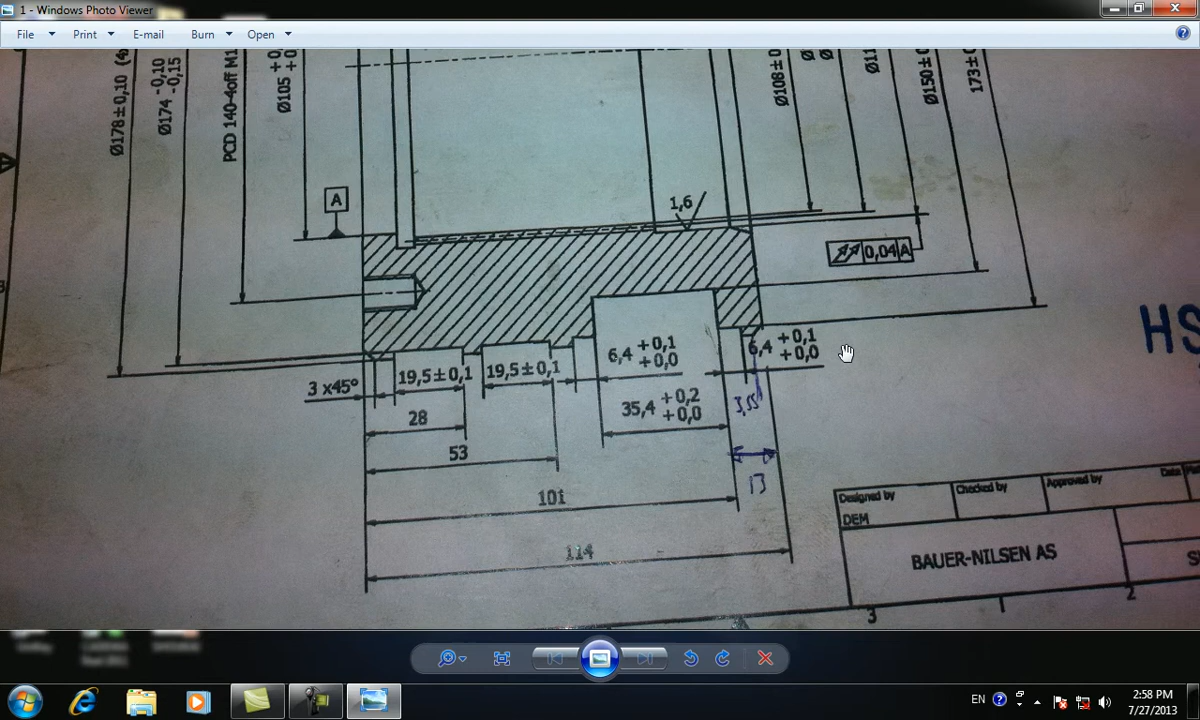 1 - Windows Photo Viewer
File Print E-mail Burn Open
Ø178±0,10
Ø174 -0,10 -0,15
PCD 140-4off
Ø105
Ø108±
Ø150±
173±
A
1,6
0,04 A
HS
6,4 +0,1 +0,0
6,4 +0,1 +0,0
3 x45°
19,5±0,1
19,5±0,1
35,4 +0,2 +0,0
3,55
28
53
13
101
114
Designed by
DEM
Checked by
Approved by
Date
BAUER-NILSEN AS
3
2
EN
2:58 PM
7/27/2013